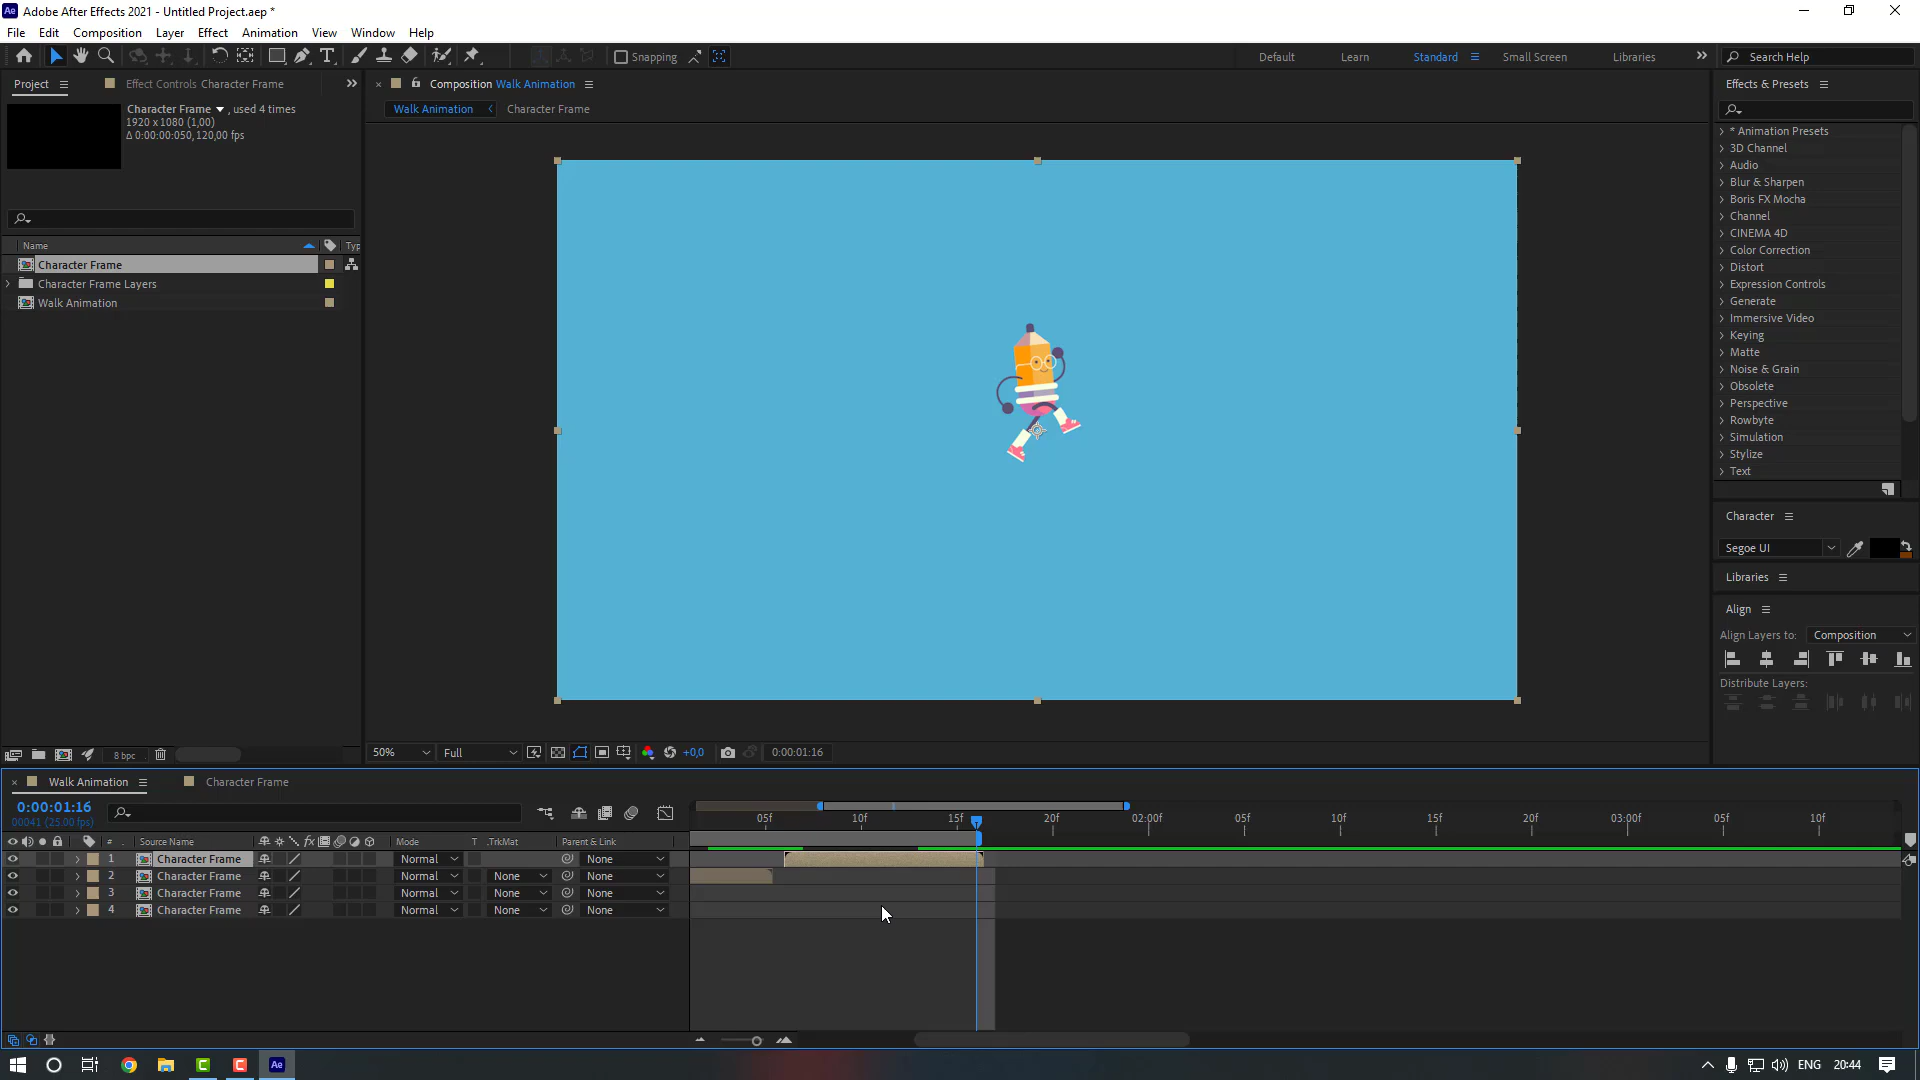 Ae Adobe After Effects 2021 - Untitled Project.aep *
File Edit Composition Layer Effect Animation View Window Help
Snapping Default Learn Standard Small Screen Libraries Search Help
Project Effect Controls Character Frame
Composition Walk Animation
Effects & Presets
Character Frame , used 4 times
1920 x 1080 (1,00)
Δ 0:00:00:050, 120,00 fps
Walk Animation Character Frame
Name Typ
Character Frame
Character Frame Layers
Walk Animation
* Animation Presets
3D Channel
Audio
Blur & Sharpen
Boris FX Mocha
Channel
CINEMA 4D
Color Correction
Distort
Expression Controls
Generate
Immersive Video
Keying
Matte
Noise & Grain
Obsolete
Perspective
Rowbyte
Simulation
Stylize
Text
Character
Segoe UI
Libraries
Align
Align Layers to: Composition
Distribute Layers:
8 bpc
50% Full +0,0 0:00:01:16
Walk Animation Character Frame
0:00:01:16
00041 (25.00 fps)
05f 10f 15f 20f 02:00f 05f 10f 15f 20f 03:00f 05f 10f
# Source Name fx Mode T .TrkMat Parent & Link
1 Character Frame Normal None
2 Character Frame Normal None None
3 Character Frame Normal None None
4 Character Frame Normal None None
Ae ENG 20:44